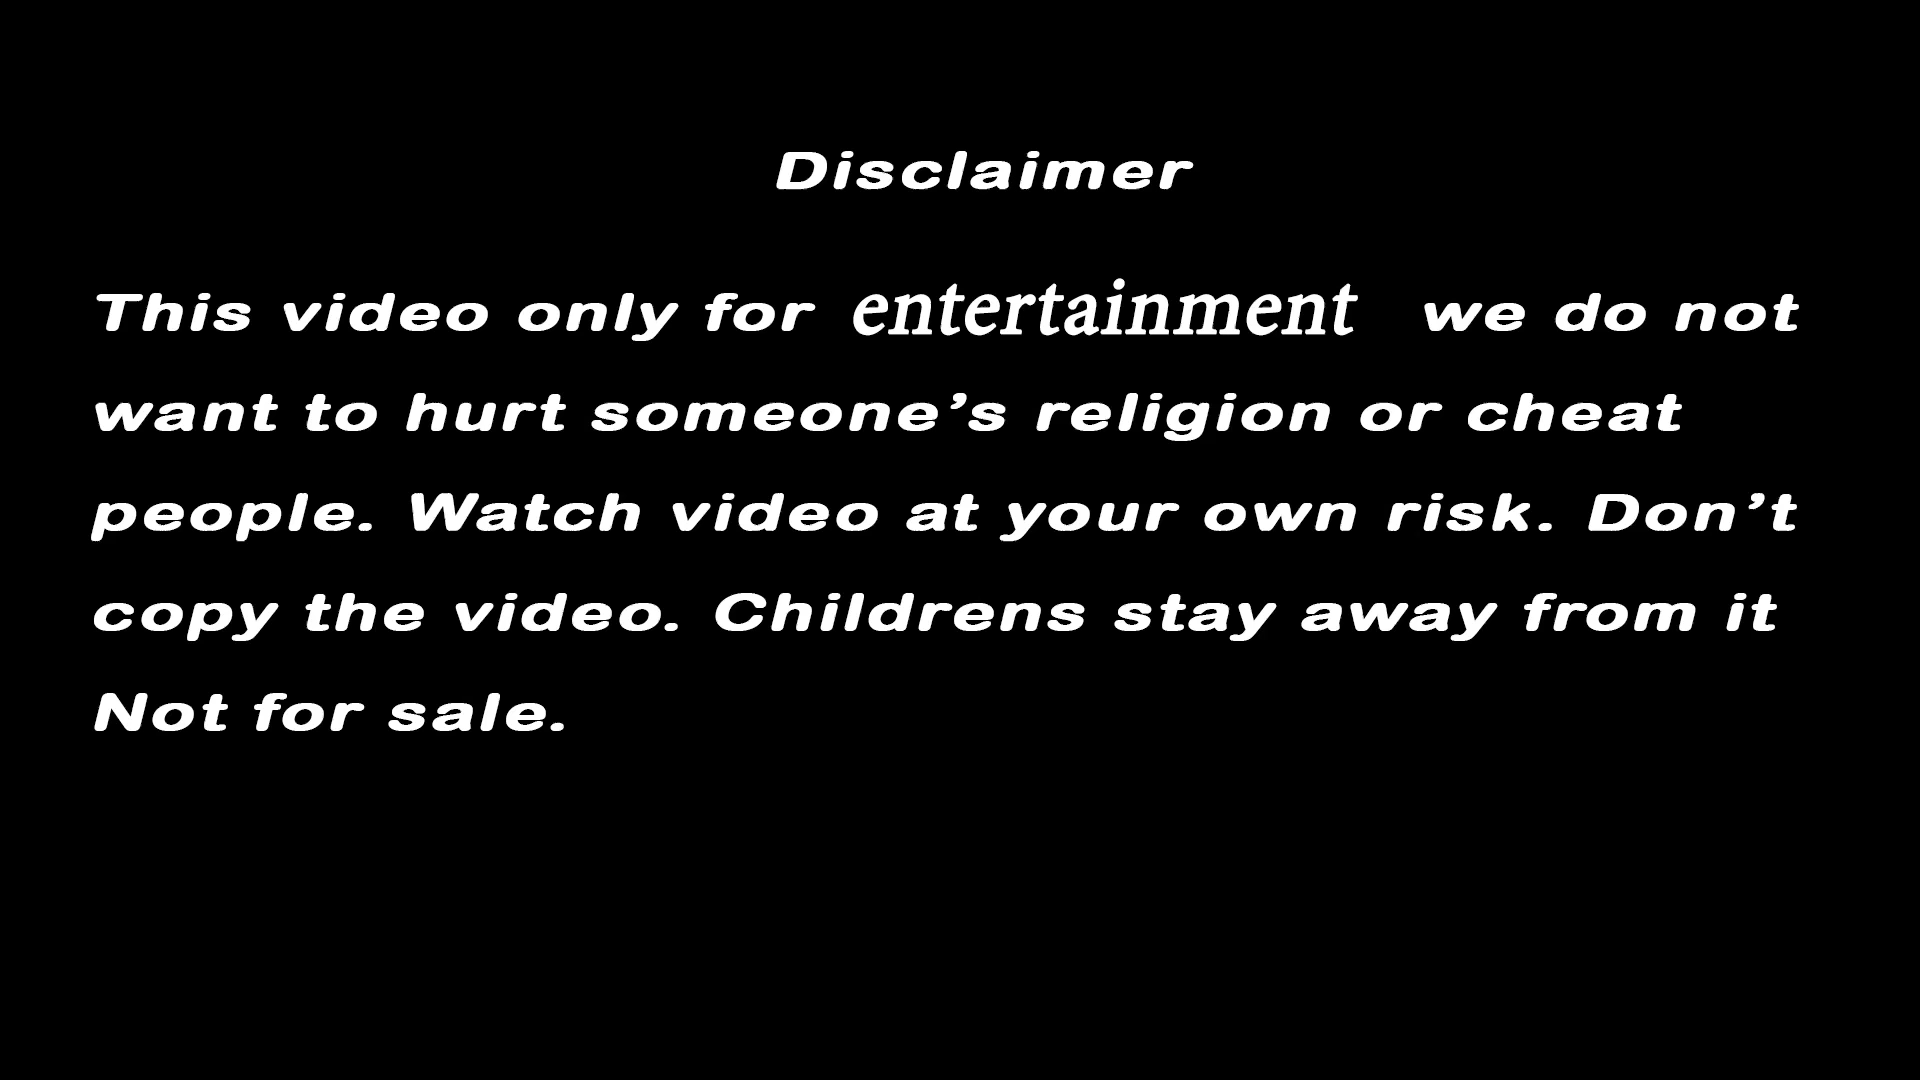 Disclaimer
This video only for entertainment we do not
want to hurt someone’s religion or cheat
people. Watch video at your own risk. Don’t
copy the video. Childrens stay away from it
Not for sale.